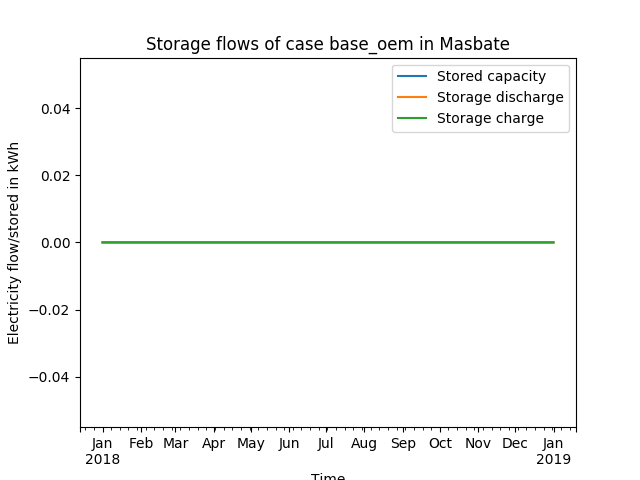 Storage flows of case base_oem in Masbate
Stored capacity
Storage discharge
Storage charge
Electricity flow/stored in kWh
0.04
0.02
0.00
−0.02
−0.04
Jan Feb Mar Apr May Jun Jul Aug Sep Oct Nov Dec Jan
2018 2019
Time